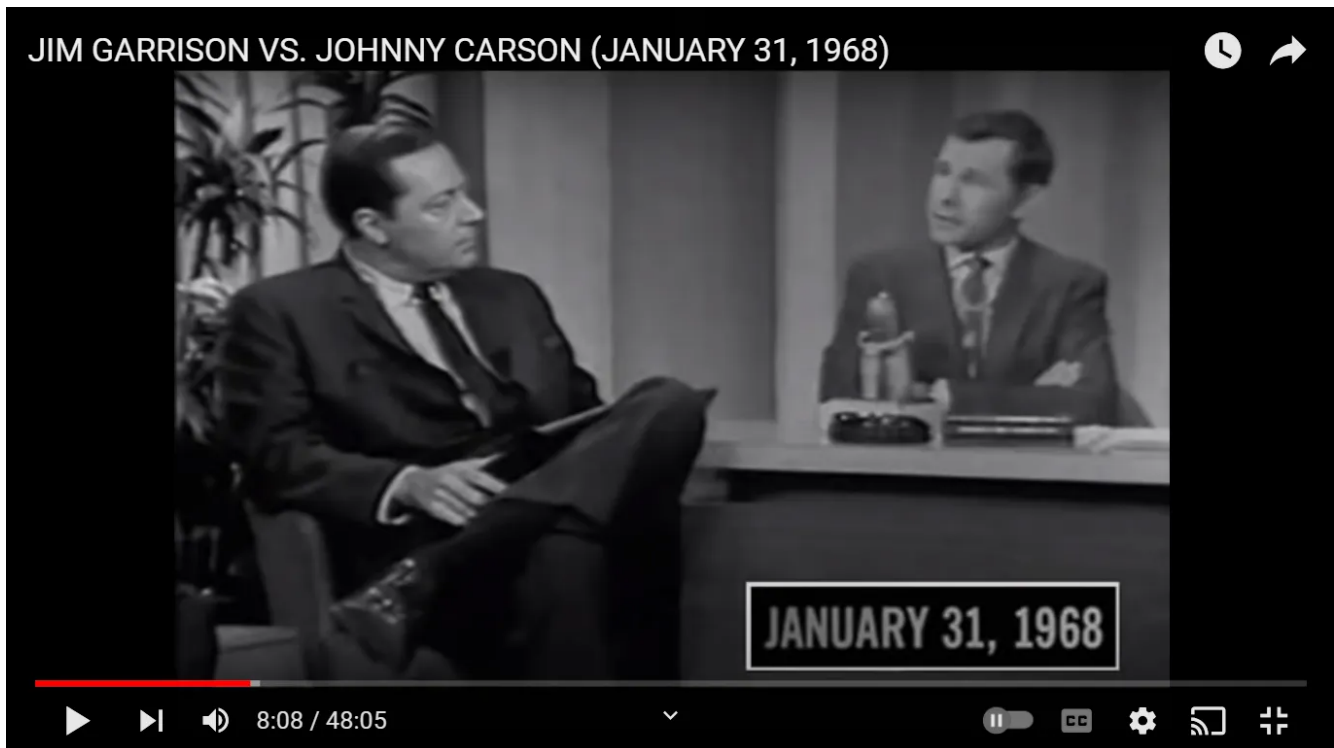 JIM GARRISON VS. JOHNNY CARSON (JANUARY 31, 1968)
JANUARY 31, 1968
8:08 / 48:05
CC